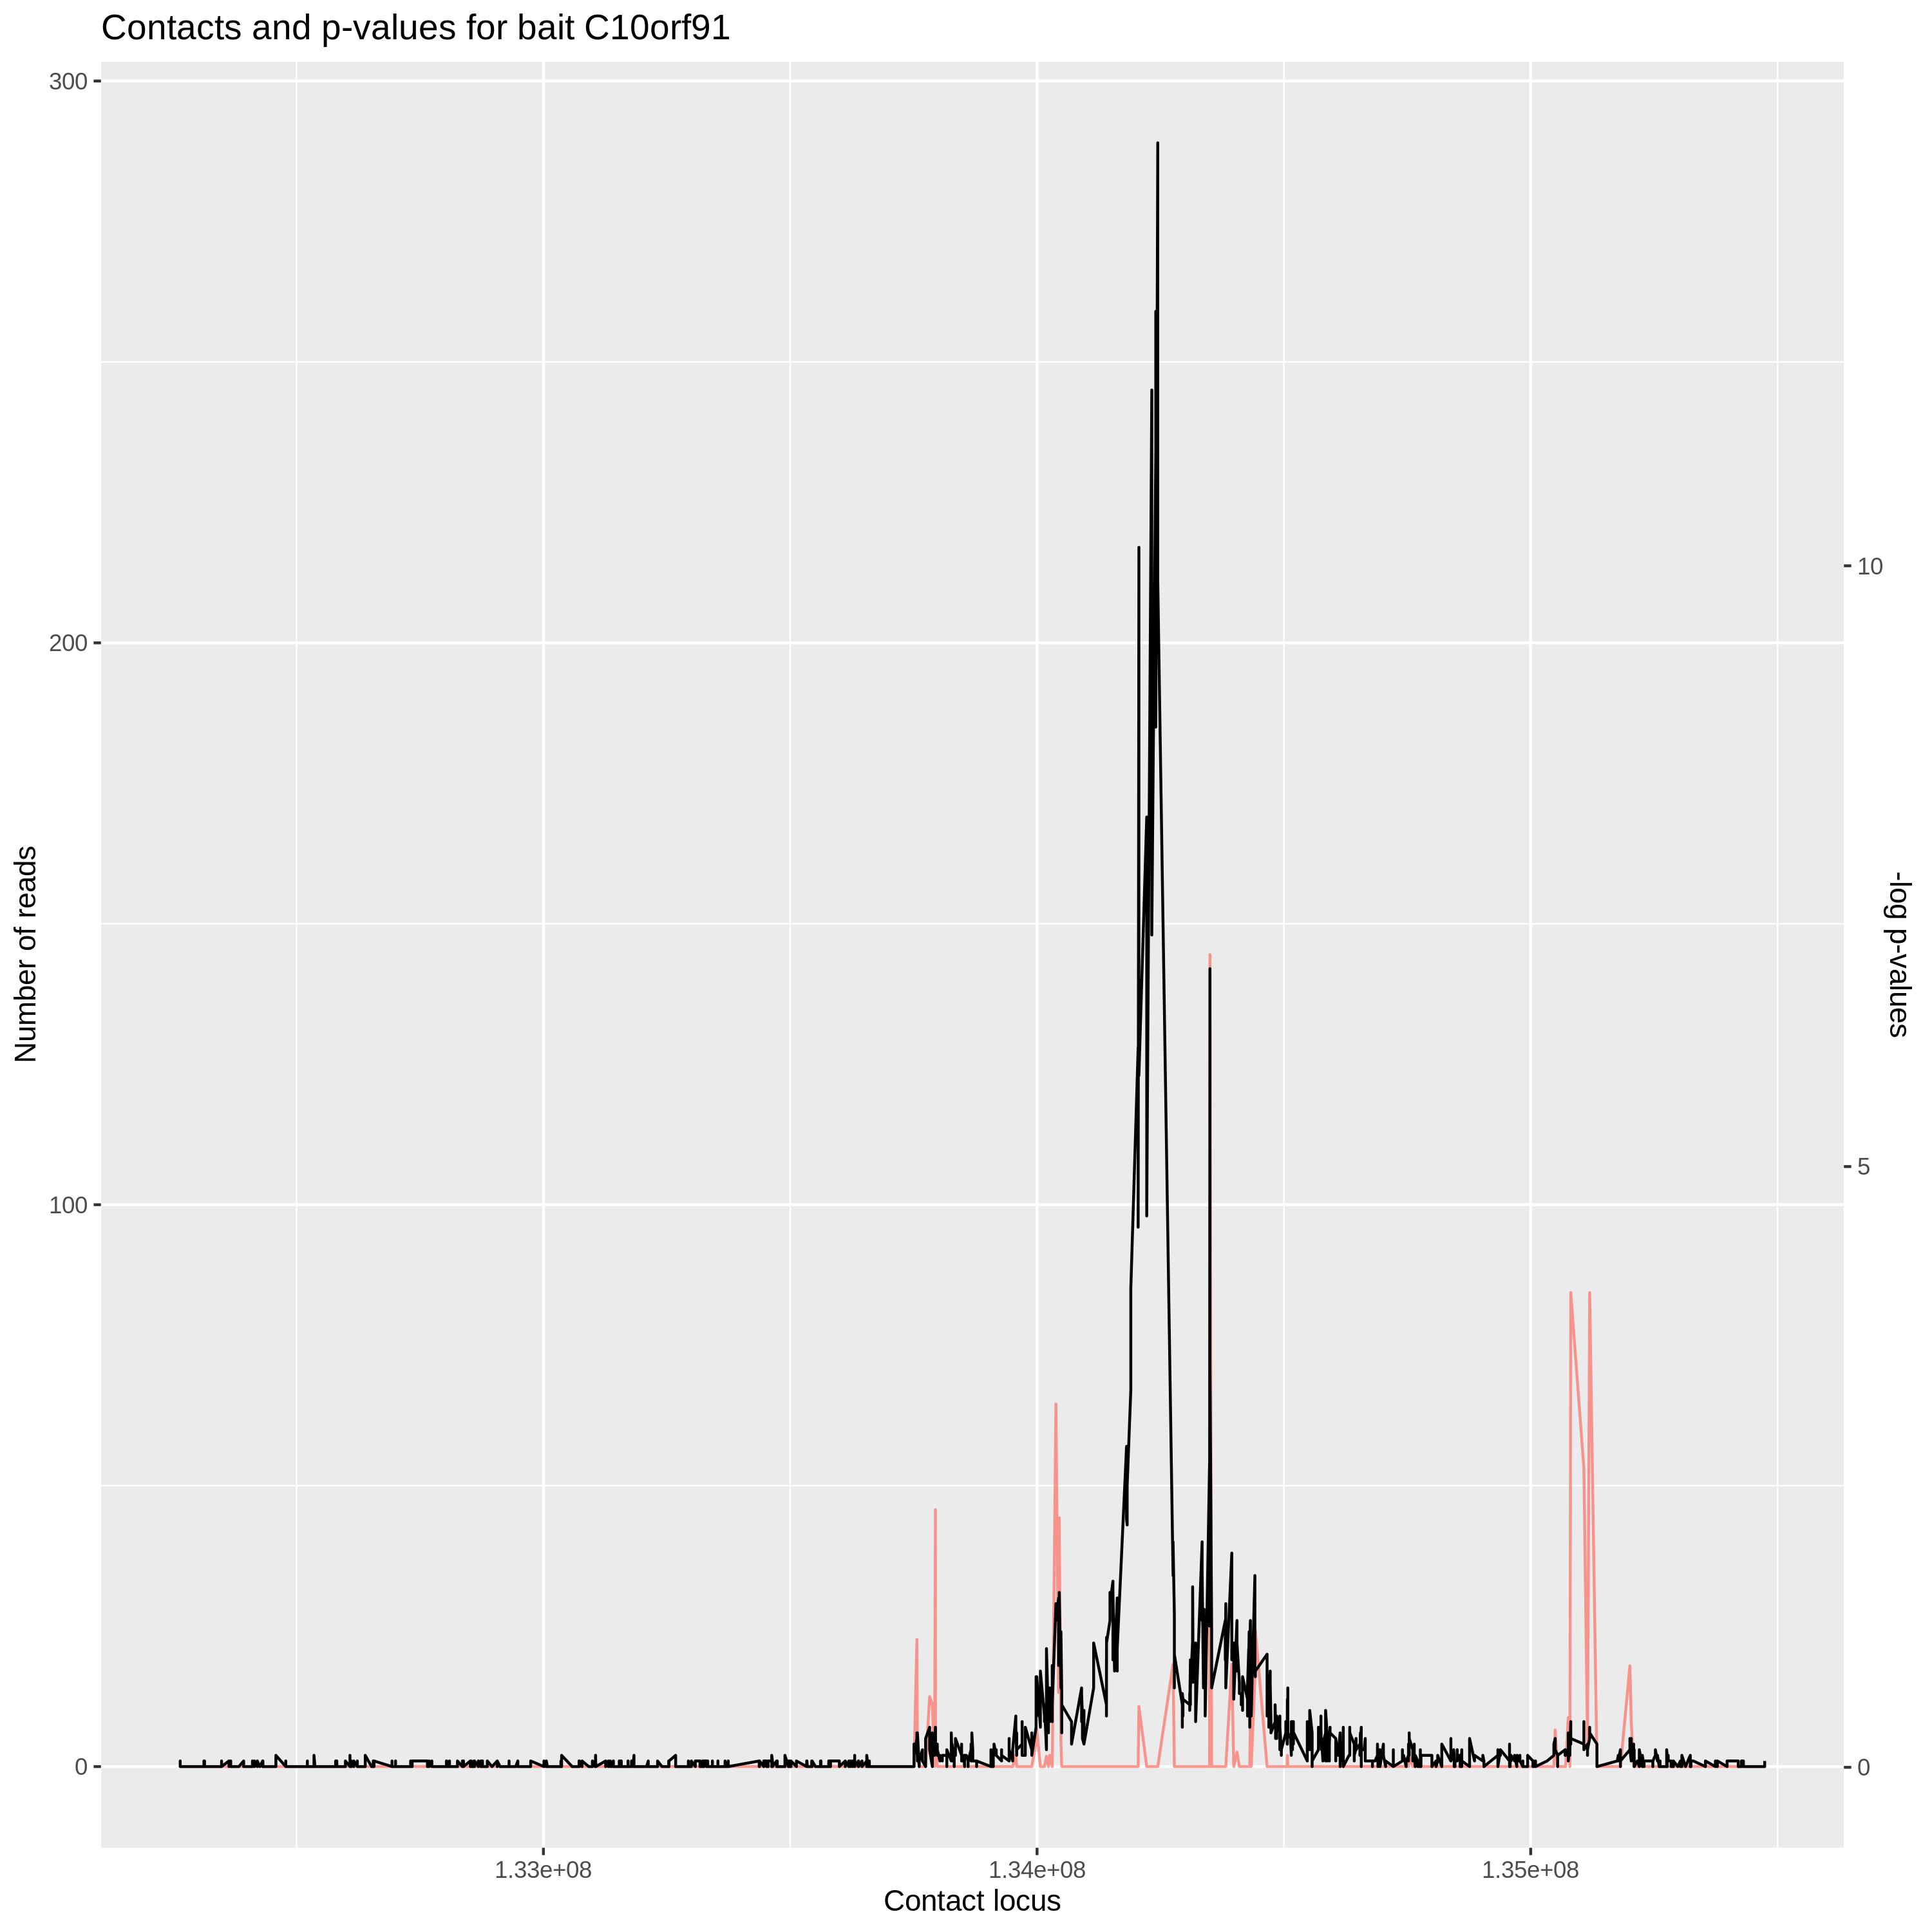 Contacts and p-values for bait C10orf91
300
200
100
0
Number of reads
10
5
0
-log p-values
1.33e+08
1.34e+08
1.35e+08
Contact locus